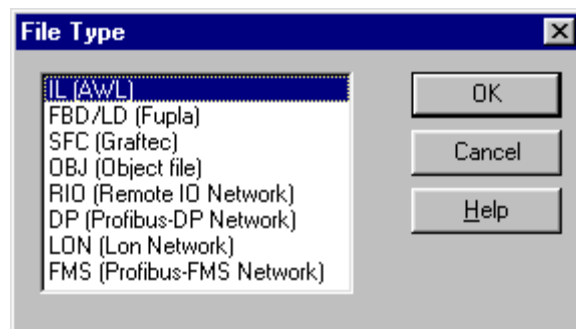 File Type
IL (AWL)
FBD/LD (Fupla)
SFC (Graftec)
OBJ (Object file)
RIO (Remote IO Network)
DP (Profibus-DP Network)
LON (Lon Network)
FMS (Profibus-FMS Network)
OK
Cancel
Help